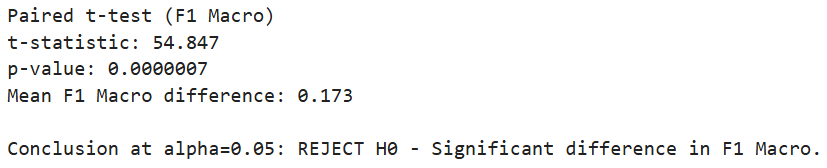 Paired t-test (F1 Macro)
t-statistic: 54.847
p-value: 0.0000007
Mean F1 Macro difference: 0.173
Conclusion at alpha=0.05: REJECT H0 - Significant difference in F1 Macro.